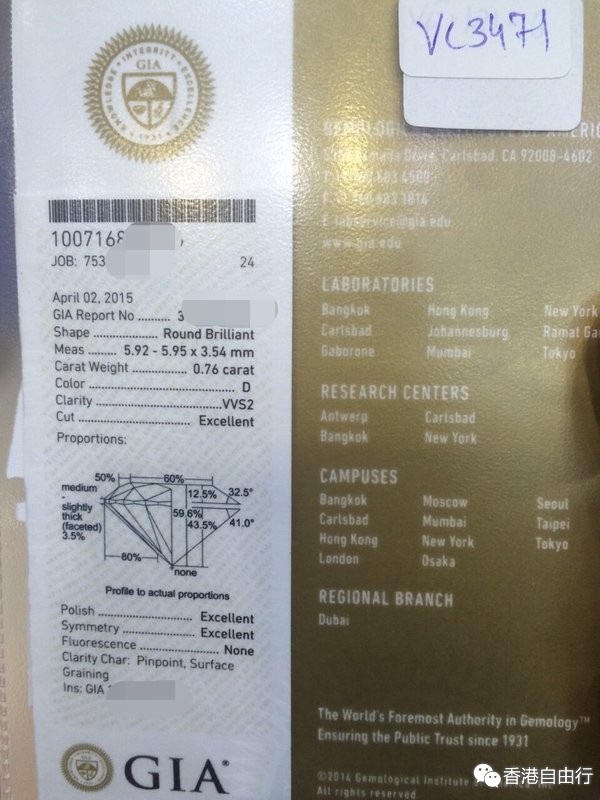 VC3471
KNOWLEDGE • INTEGRITY • EXCELLENCE
GIA
• 1931 •
1007168
JOB: 753
24
April 02, 2015
GIA Report No .......... 3
Shape .................... Round Brilliant
Meas ........ 5.92 - 5.95 x 3.54 mm
Carat Weight ................ 0.76 carat
Color ........................................ D
Clarity ................................ VVS2
Cut ............................... Excellent
Proportions:
50%
60%
medium
-
slightly
thick
(faceted)
3.5%
12.5%
32.5°
59.6%
43.5%
41.0°
80%
none
Profile to actual proportions
Polish .......................... Excellent
Symmetry .................... Excellent
Fluorescence ...................... None
Clarity Char: Pinpoint, Surface
Graining
Ins: GIA
GIA®
Carlsbad, CA 92008-4602
www.gia.edu
LABORATORIES
Bangkok Hong Kong New York
Carlsbad Johannesburg Ramat
Gaborone Mumbai Tokyo
RESEARCH CENTERS
Antwerp Carlsbad
Bangkok New York
CAMPUSES
Bangkok Moscow Seoul
Carlsbad Mumbai Taipei
Hong Kong New York Tokyo
London Osaka
REGIONAL BRANCH
Dubai
The World's Foremost Authority in Gemology™
Ensuring the Public Trust since 1931
©2014 Gemological Institute
All rights reserved
香港自由行